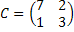 C = (7 2
1 3)